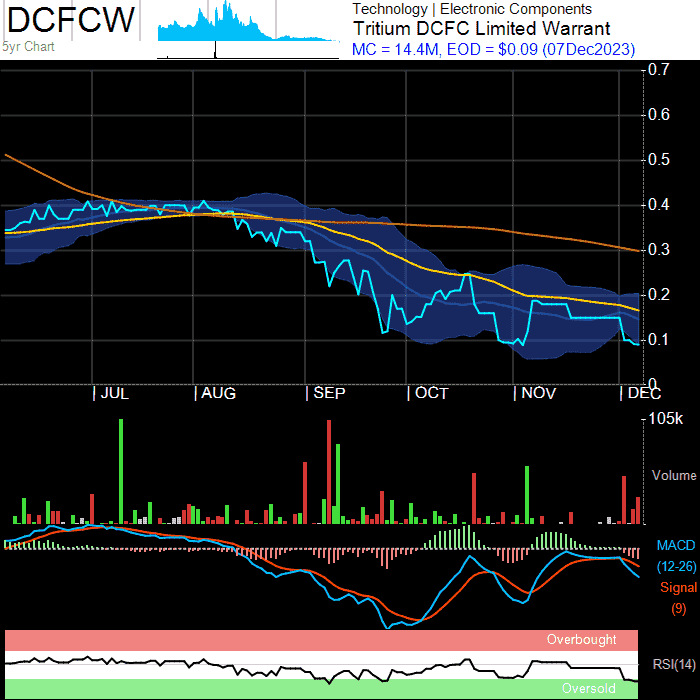 DCFCW
5yr Chart
Technology | Electronic Components
Tritium DCFC Limited Warrant
MC = 14.4M, EOD = $0.09 (07Dec2023)
0.7
0.6
0.5
0.4
0.3
0.2
0.1
0
| JUL | AUG | SEP | OCT | NOV | DEC
105k
Volume
MACD
(12-26)
Signal
(9)
Overbought
RSI(14)
Oversold